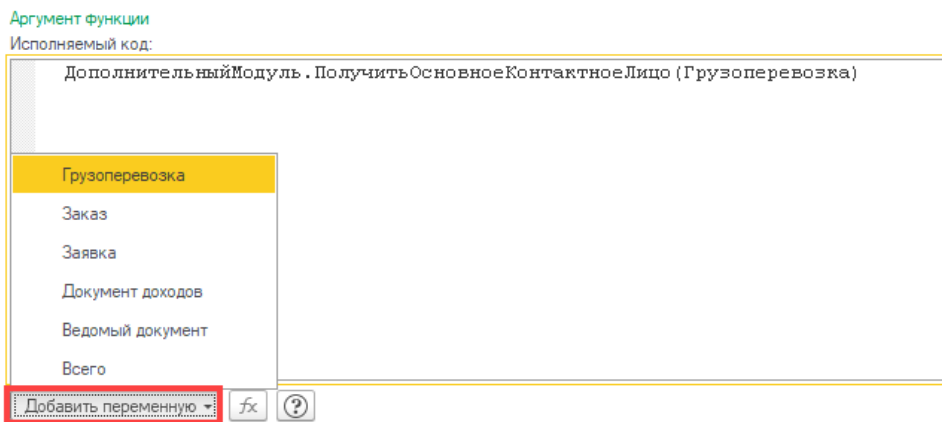 Аргумент функции
Исполняемый код:
ДополнительныйМодуль.ПолучитьОсновноеКонтактноеЛицо(Грузоперевозка)
Грузоперевозка
Заказ
Заявка
Документ доходов
Ведомый документ
Всего
Добавить переменную fx ?